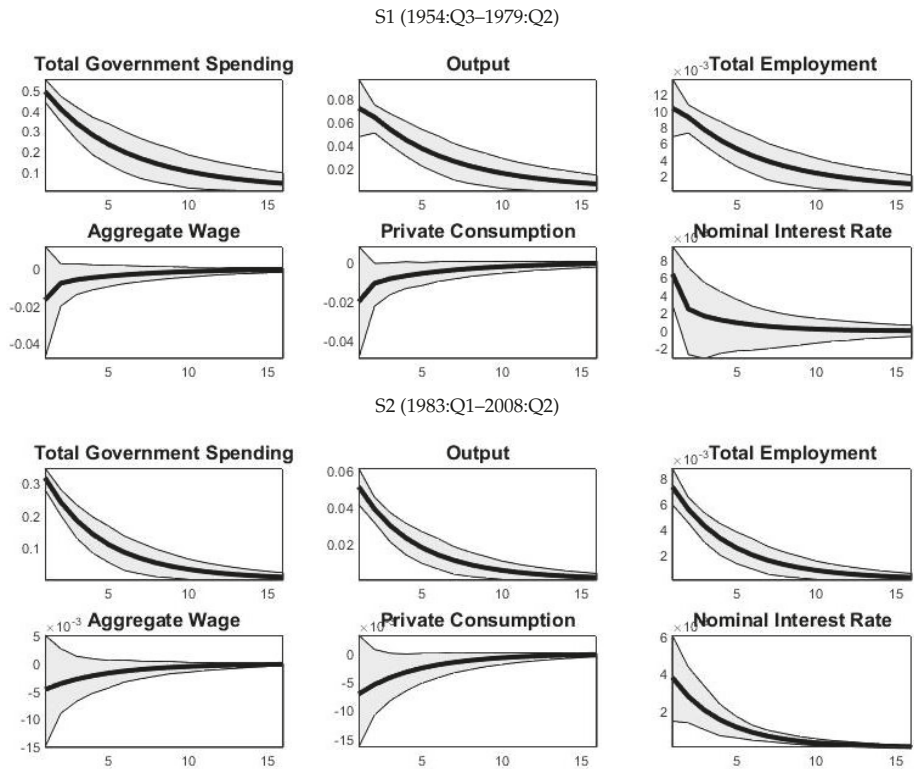 S1 (1954:Q3–1979:Q2)
Total Government Spending
0.5
0.4
0.3
0.2
0.1
5 10 15
Output
0.08
0.06
0.04
0.02
5 10 15
×10⁻³ Total Employment
12
10
8
6
4
2
5 10 15
Aggregate Wage
0
-0.02
-0.04
5 10 15
Private Consumption
0
-0.02
-0.04
5 10 15
Nominal Interest Rate
8
6
4
2
0
-2
5 10 15
S2 (1983:Q1–2008:Q2)
Total Government Spending
0.3
0.2
0.1
5 10 15
Output
0.06
0.04
0.02
5 10 15
×10⁻³ Total Employment
8
6
4
2
5 10 15
×10⁻³ Aggregate Wage
5
0
-5
-10
-15
5 10 15
Private Consumption
0
-5
-10
-15
5 10 15
Nominal Interest Rate
6
4
2
5 10 15